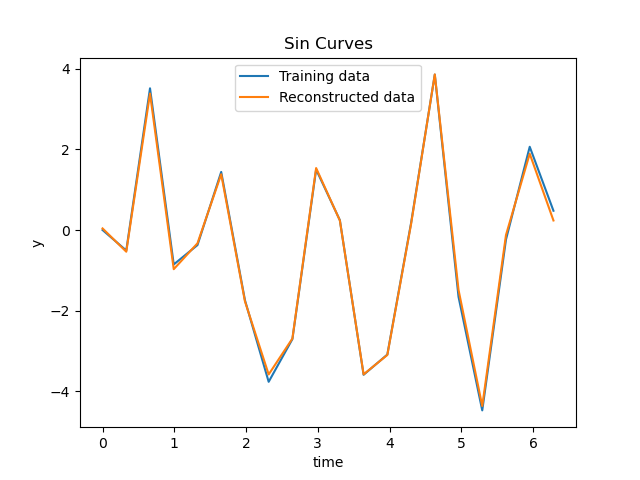 Sin Curves
Training data
Reconstructed data
4
2
0
−2
−4
y
0 1 2 3 4 5 6
time